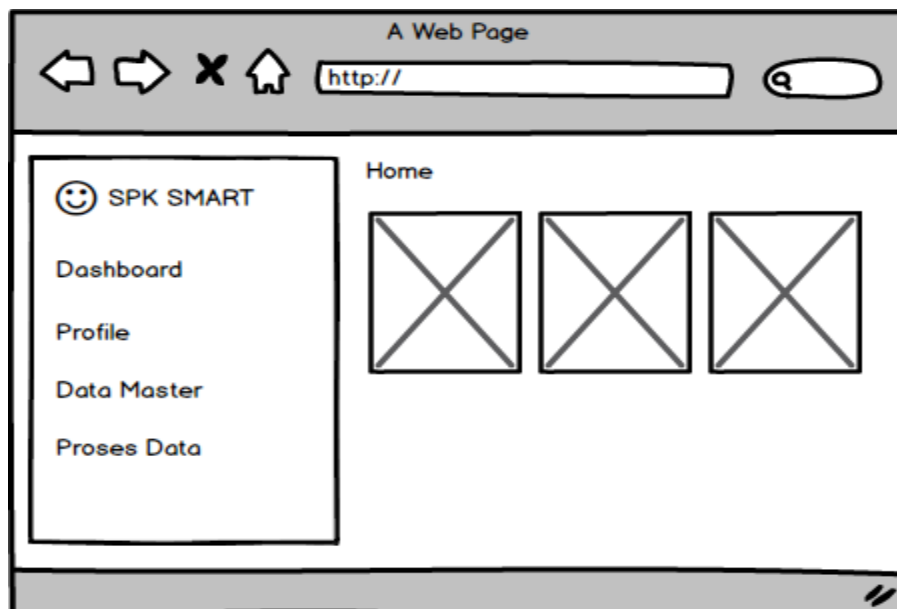 A Web Page
http://
SPK SMART
Dashboard
Profile
Data Master
Proses Data
Home